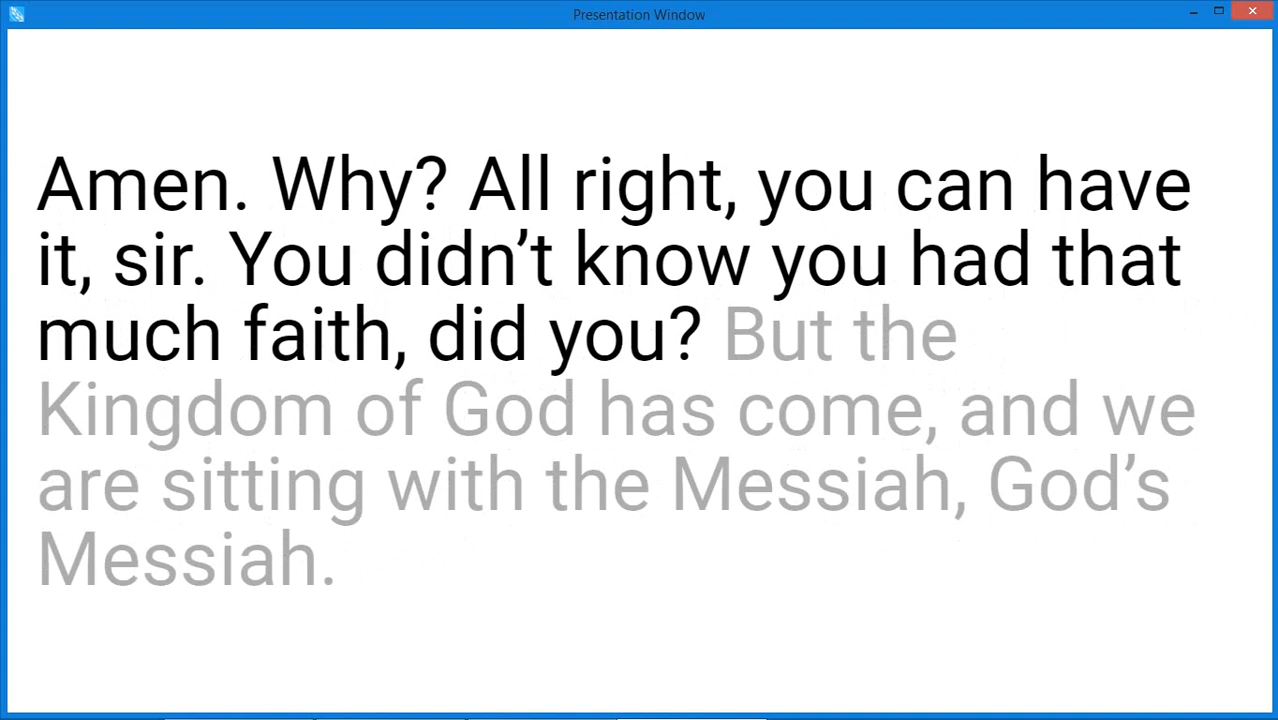 Presentation Window
Amen. Why? All right, you can have
it, sir. You didn’t know you had that
much faith, did you? But the
Kingdom of God has come, and we
are sitting with the Messiah, God’s
Messiah.